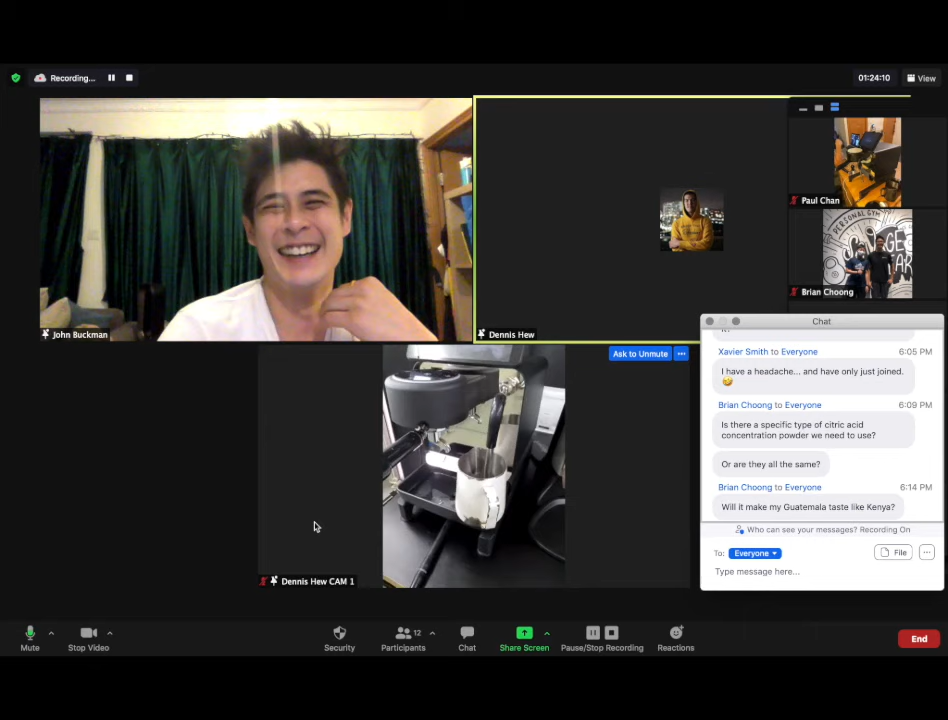 Recording...
01:24:10
View
John Buckman
Dennis Hew
Paul Chan
PERSONAL GYM
Brian Choong
Ask to Unmute
...
Dennis Hew CAM 1
Chat
Xavier Smith to Everyone
6:05 PM
I have a headache... and have only just joined.
🤣
Brian Choong to Everyone
6:09 PM
Is there a specific type of citric acid
concentration powder we need to use?
Or are they all the same?
Brian Choong to Everyone
6:14 PM
Will it make my Guatemala taste like Kenya?
Who can see your messages? Recording On
To:
Everyone
File
...
Type message here...
Mute
Stop Video
Security
Participants
12
Chat
Share Screen
Pause/Stop Recording
Reactions
End